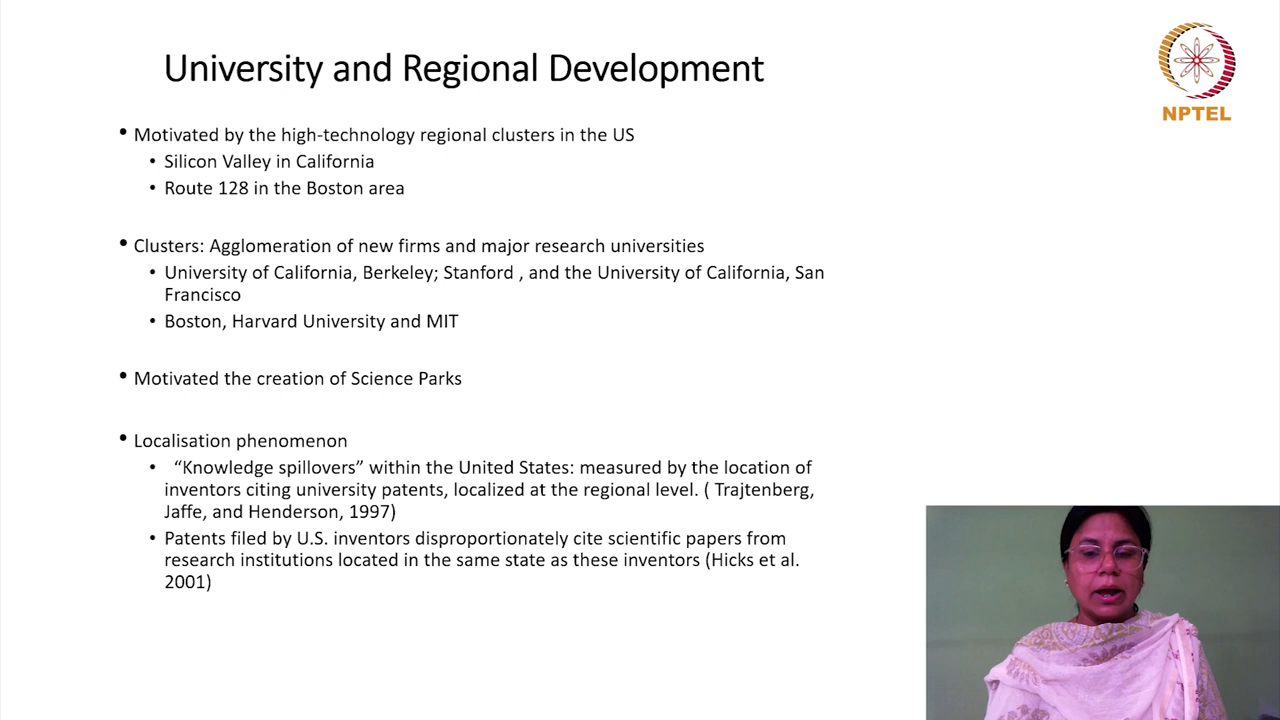 University and Regional Development
NPTEL
• Motivated by the high-technology regional clusters in the US
• Silicon Valley in California
• Route 128 in the Boston area
• Clusters: Agglomeration of new firms and major research universities
• University of California, Berkeley; Stanford , and the University of California, San
Francisco
• Boston, Harvard University and MIT
• Motivated the creation of Science Parks
• Localisation phenomenon
• “Knowledge spillovers” within the United States: measured by the location of
inventors citing university patents, localized at the regional level. ( Trajtenberg,
Jaffe, and Henderson, 1997)
• Patents filed by U.S. inventors disproportionately cite scientific papers from
research institutions located in the same state as these inventors (Hicks et al.
2001)